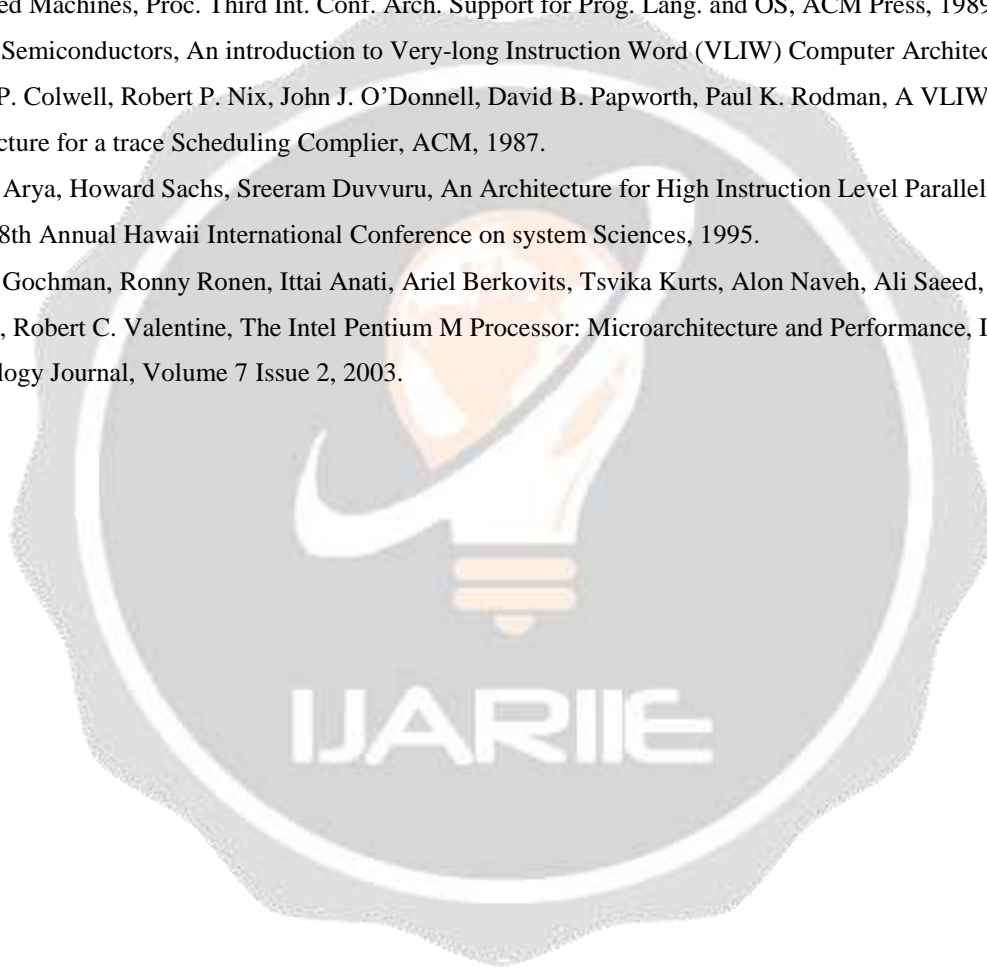 ed Machines, Proc. Third Int. Conf. Arch. Support for Prog. Lang. and OS, ACM Press, 1989
Semiconductors, An introduction to Very-long Instruction Word (VLIW) Computer Architec
P. Colwell, Robert P. Nix, John J. O’Donnell, David B. Papworth, Paul K. Rodman, A VLIW
cture for a trace Scheduling Complier, ACM, 1987.
Arya, Howard Sachs, Sreeram Duvvuru, An Architecture for High Instruction Level Paralleli
8th Annual Hawaii International Conference on system Sciences, 1995.
Gochman, Ronny Ronen, Ittai Anati, Ariel Berkovits, Tsvika Kurts, Alon Naveh, Ali Saeed,
, Robert C. Valentine, The Intel Pentium M Processor: Microarchitecture and Performance, I
logy Journal, Volume 7 Issue 2, 2003.
IJARIIE